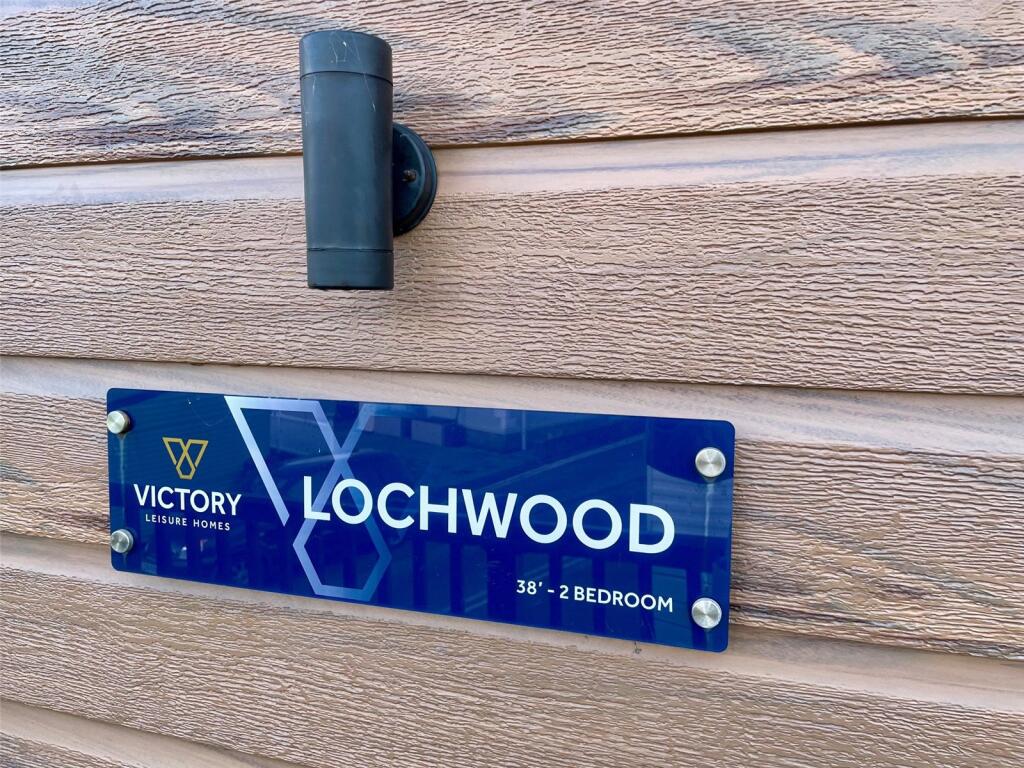 VICTORY
LEISURE HOMES
LOCHWOOD
38' - 2 BEDROOM